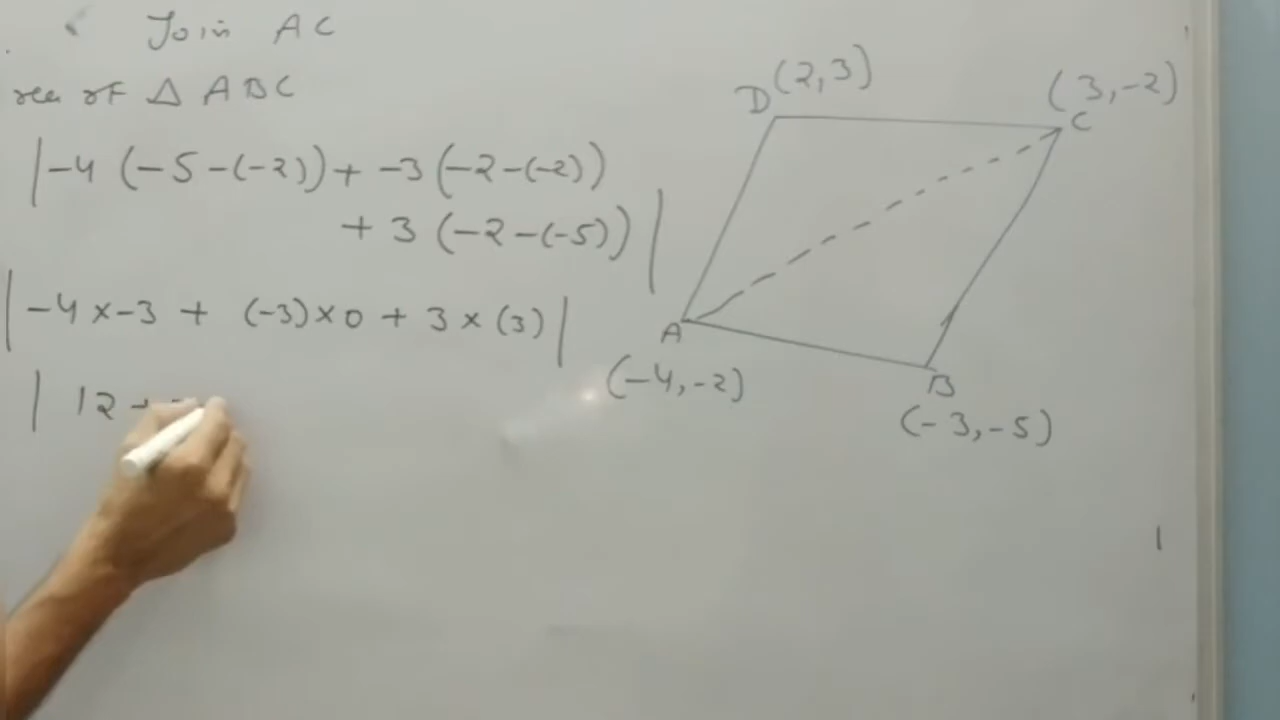 Join AC
rea of Δ ABC
|-4 (-5-(-2)) + -3 (-2-(-2))
+ 3 (-2-(-5))|
|-4 x -3 + (-3) x 0 + 3 x (3)|
| 12 +
D (2,3)
(3,-2)
C
A
(-4,-2)
B
(-3,-5)